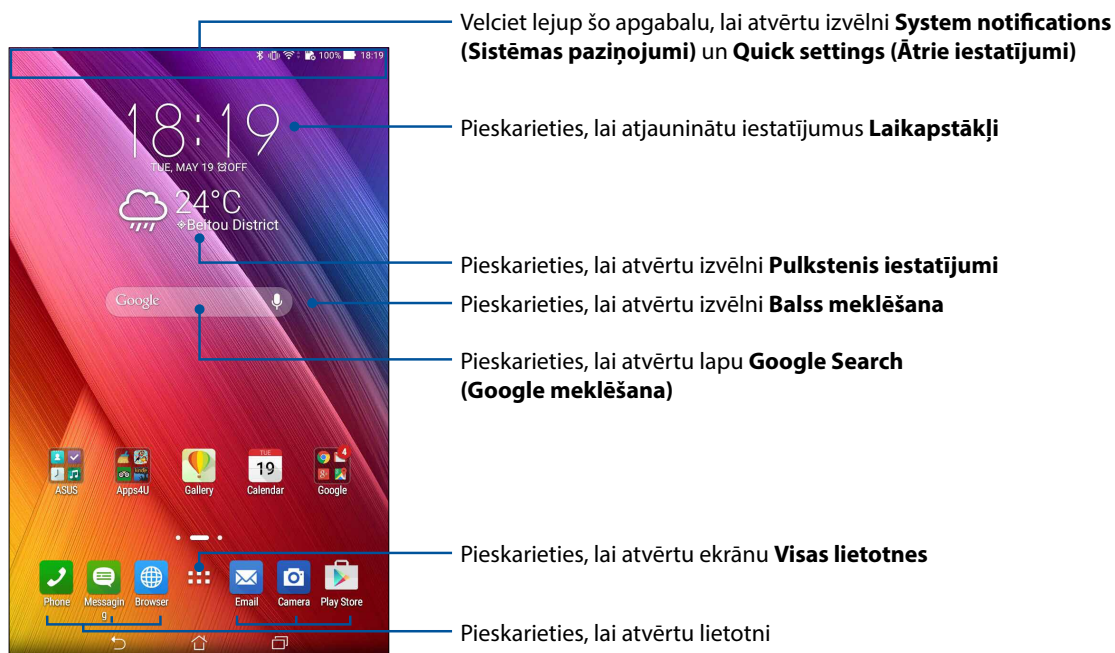 Velciet lejup šo apgabalu, lai atvērtu izvēlni System notifications
(Sistēmas paziņojumi) un Quick settings (Ātrie iestatījumi)
100% 18:19
18:19
TUE, MAY 19 OFF
Pieskarieties, lai atjauninātu iestatījumus Laikapstākļi
24°C
Beitou District
Pieskarieties, lai atvērtu izvēlni Pulkstenis iestatījumi
Google
Pieskarieties, lai atvērtu izvēlni Balss meklēšana
Pieskarieties, lai atvērtu lapu Google Search
(Google meklēšana)
TUE
19
4
ASUS Apps4U Gallery Calendar Google
Pieskarieties, lai atvērtu ekrānu Visas lietotnes
Phone Messagin Browser Email Camera Play Store
g
Pieskarieties, lai atvērtu lietotni